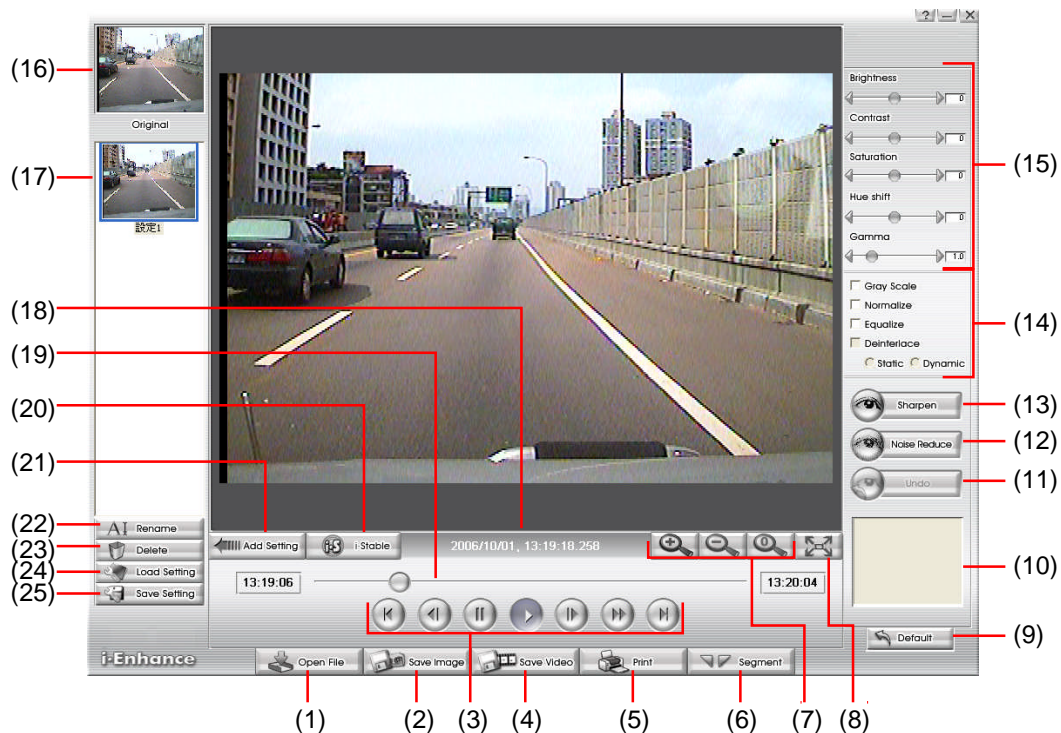 ? — X
(16)
Original
(17)
設定1
Brightness
0
Contrast
0
Saturation
0
Hue shift
0
Gamma
1.0
(15)
Gray Scale
Normalize
Equalize
Deinterlace
Static Dynamic
(14)
(18)
(19)
(20)
(21)
(22)
(23)
(24)
(25)
Sharpen
(13)
Noise Reduce
(12)
Undo
(11)
(10)
Default
(9)
AI Rename
Delete
Load Setting
Save Setting
Add Setting
i-S i-Stable
2006/10/01, 13:19:18.258
13:19:06
13:20:04
i-Enhance
Open File
Save Image
Save Video
Print
Segment
(1)
(2)
(3)
(4)
(5)
(6)
(7)
(8)